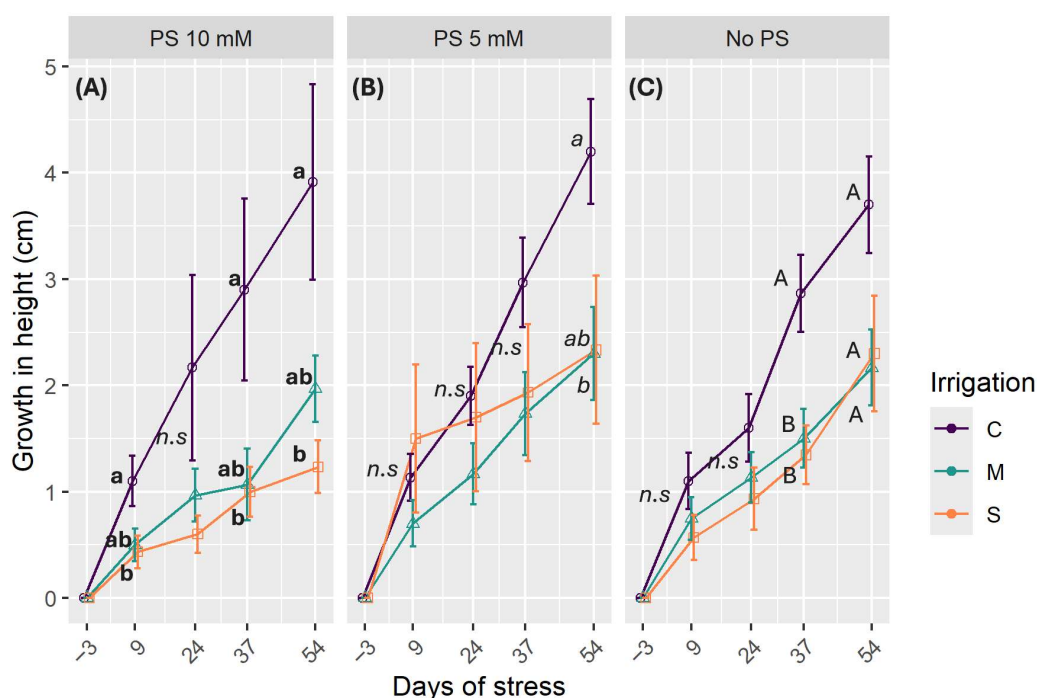 PS 10 mM
PS 5 mM
No PS
(A)
(B)
(C)
5
4
3
2
1
0
Growth in height (cm)
a
ab
b
n.s
a
ab
b
a
ab
b
n.s
n.s
n.s
a
ab
b
n.s
n.s
A
B
B
A
A
A
−3
9
24
37
54
−3
9
24
37
54
−3
9
24
37
54
Days of stress
Irrigation
C
M
S